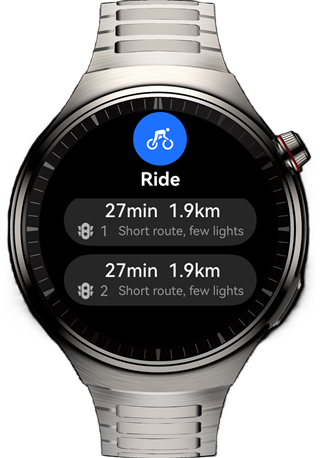 Ride
27min 1.9km
1 Short route, few lights
27min 1.9km
2 Short route, few lights